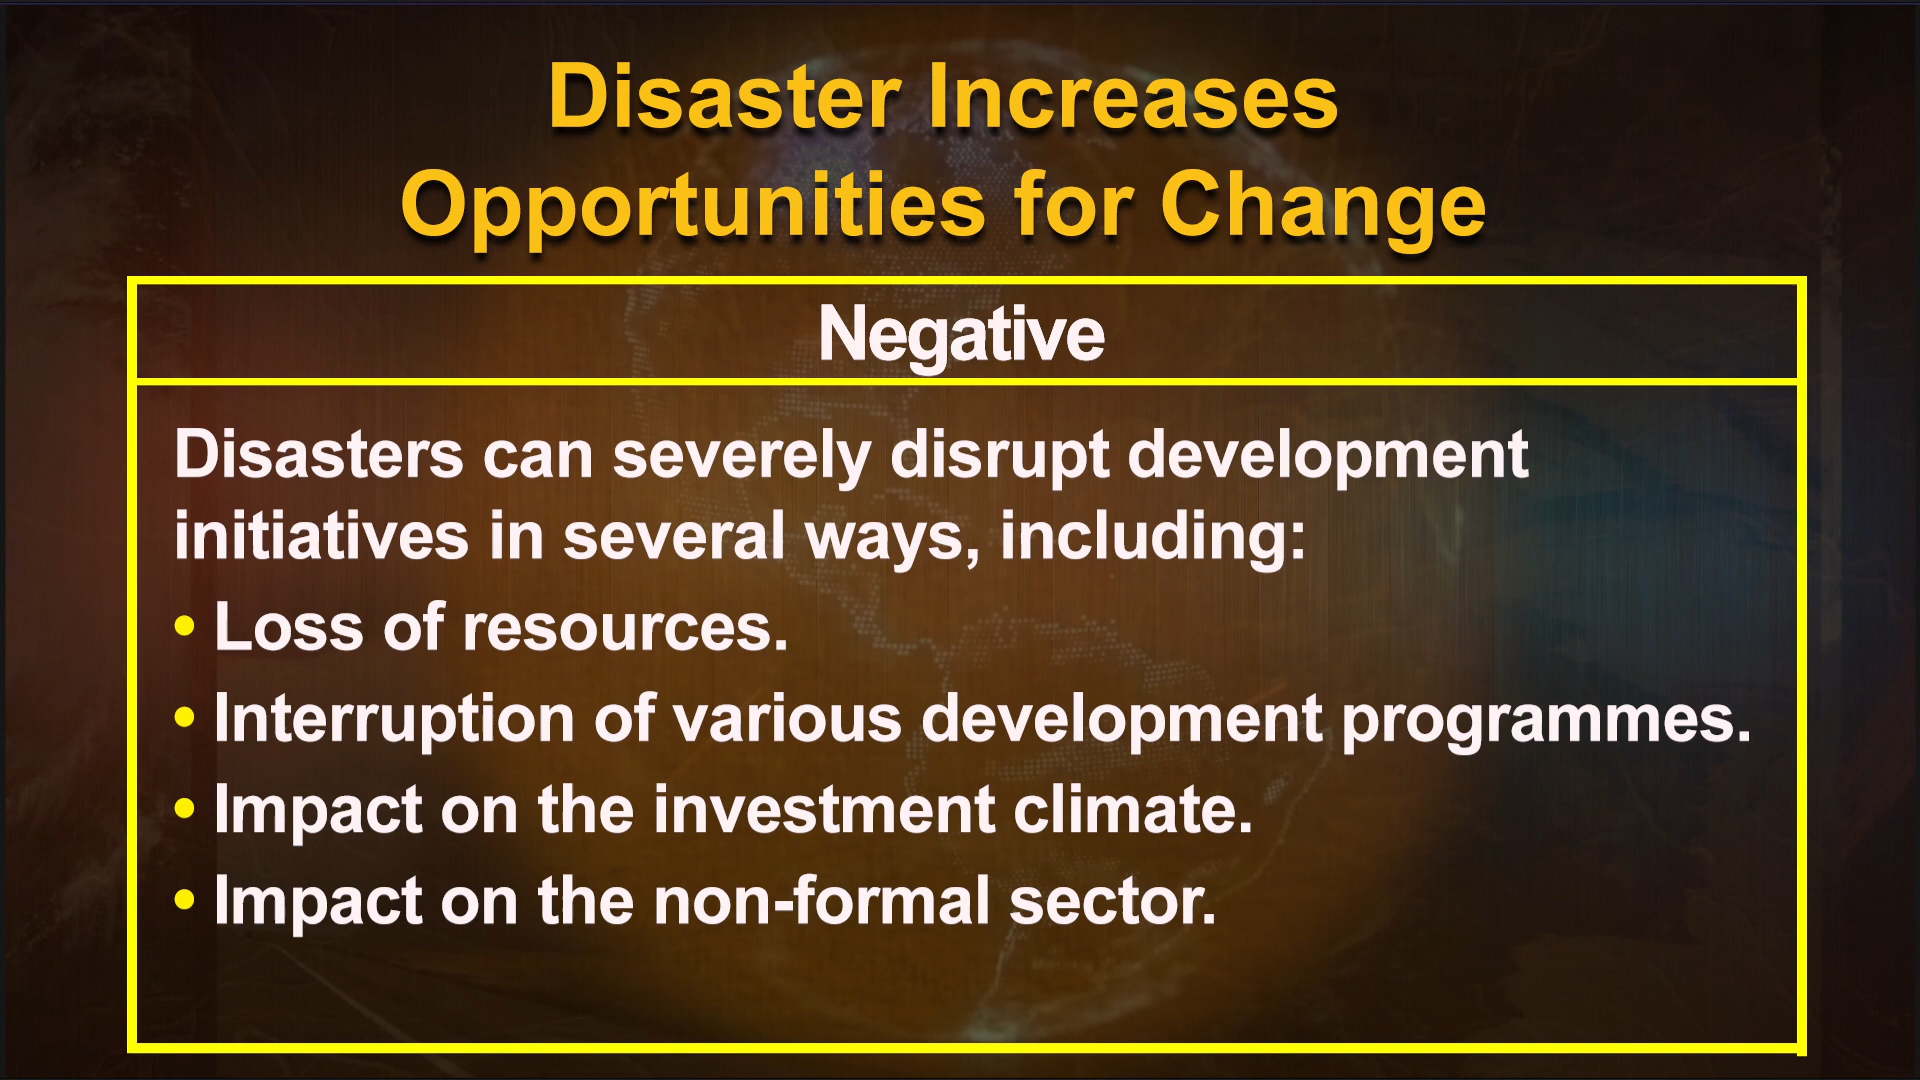 Disaster Increases
Opportunities for Change
Negative
Disasters can severely disrupt development
initiatives in several ways, including:
• Loss of resources.
• Interruption of various development programmes.
• Impact on the investment climate.
• Impact on the non-formal sector.